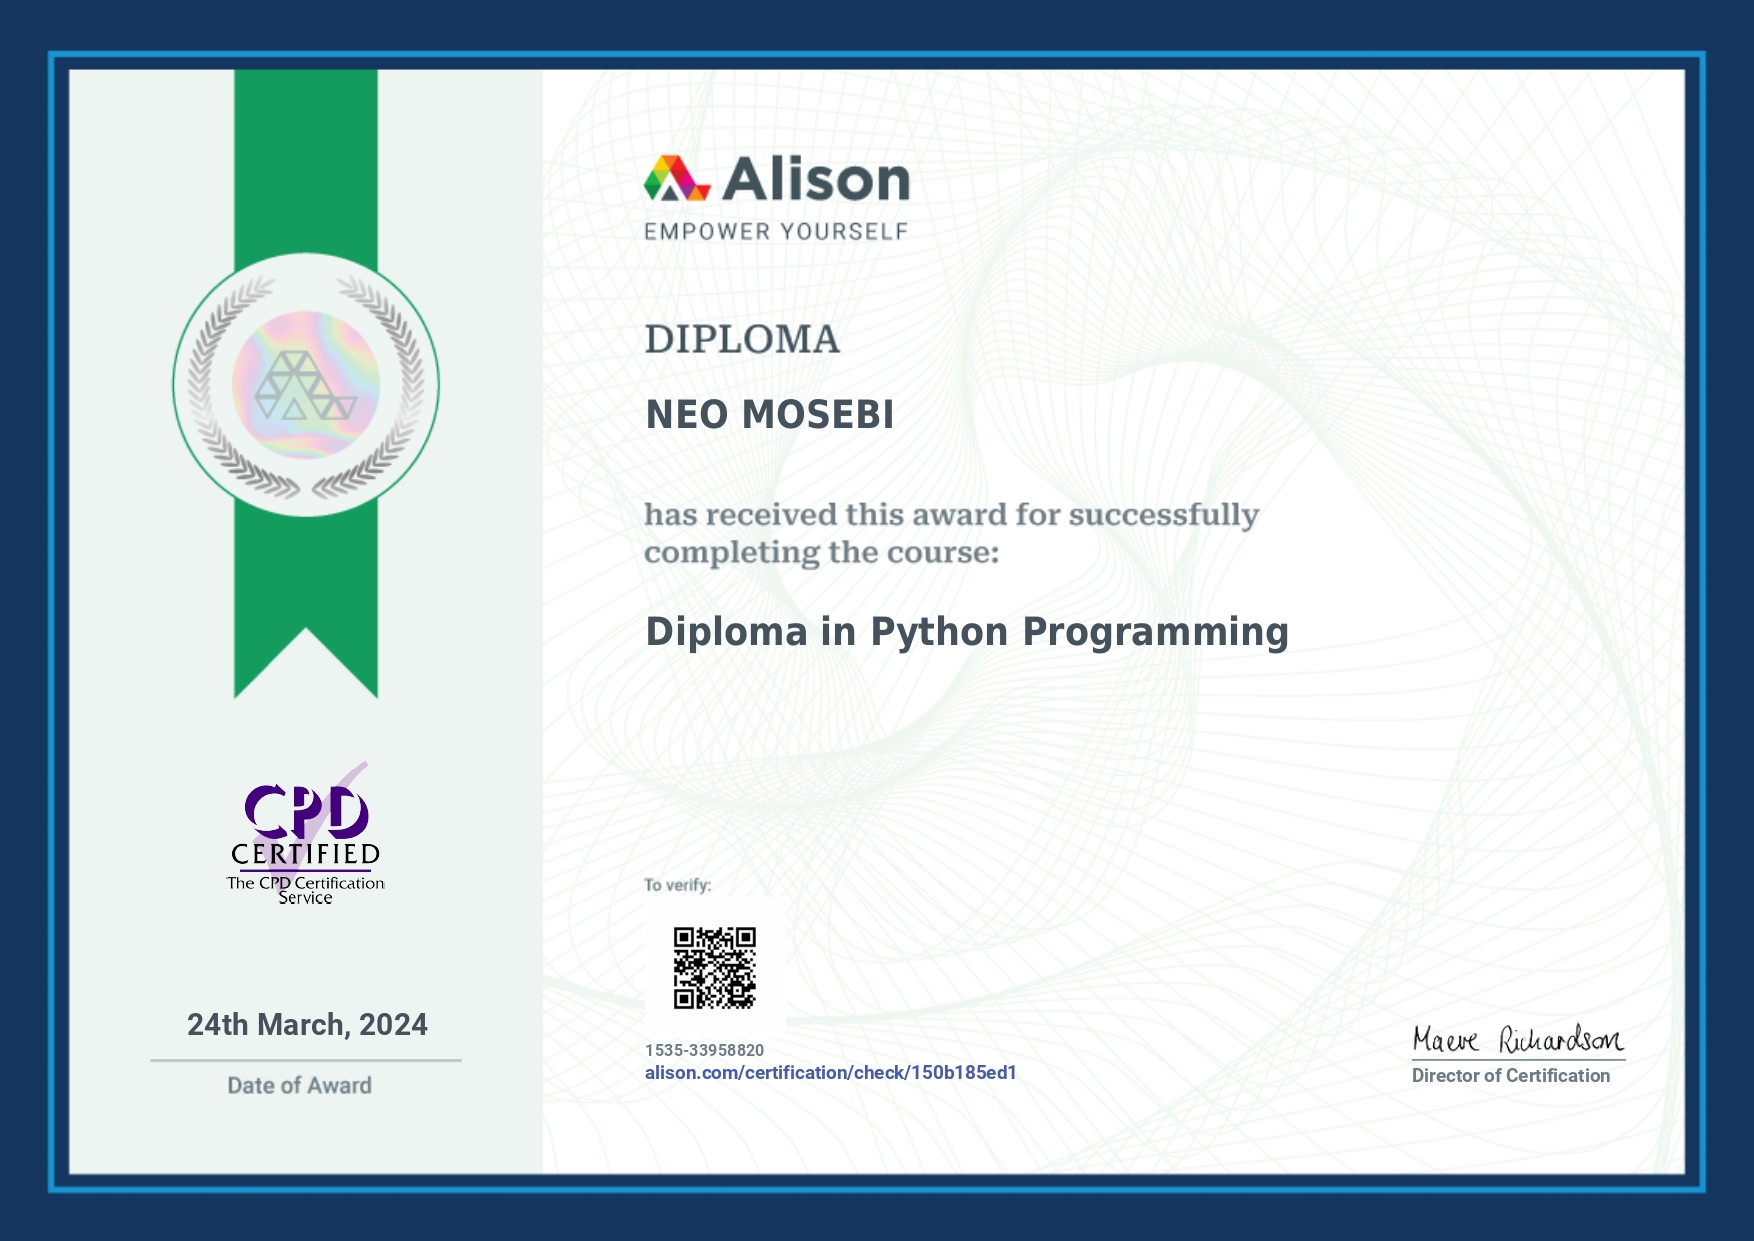 Alison
EMPOWER YOURSELF
DIPLOMA
NEO MOSEBI
has received this award for successfully
completing the course:
Diploma in Python Programming
CPD
CERTIFIED
The CPD Certification
Service
24th March, 2024
Date of Award
To verify:
1535-33958820
alison.com/certification/check/150b185ed1
Maeve Richardson
Director of Certification